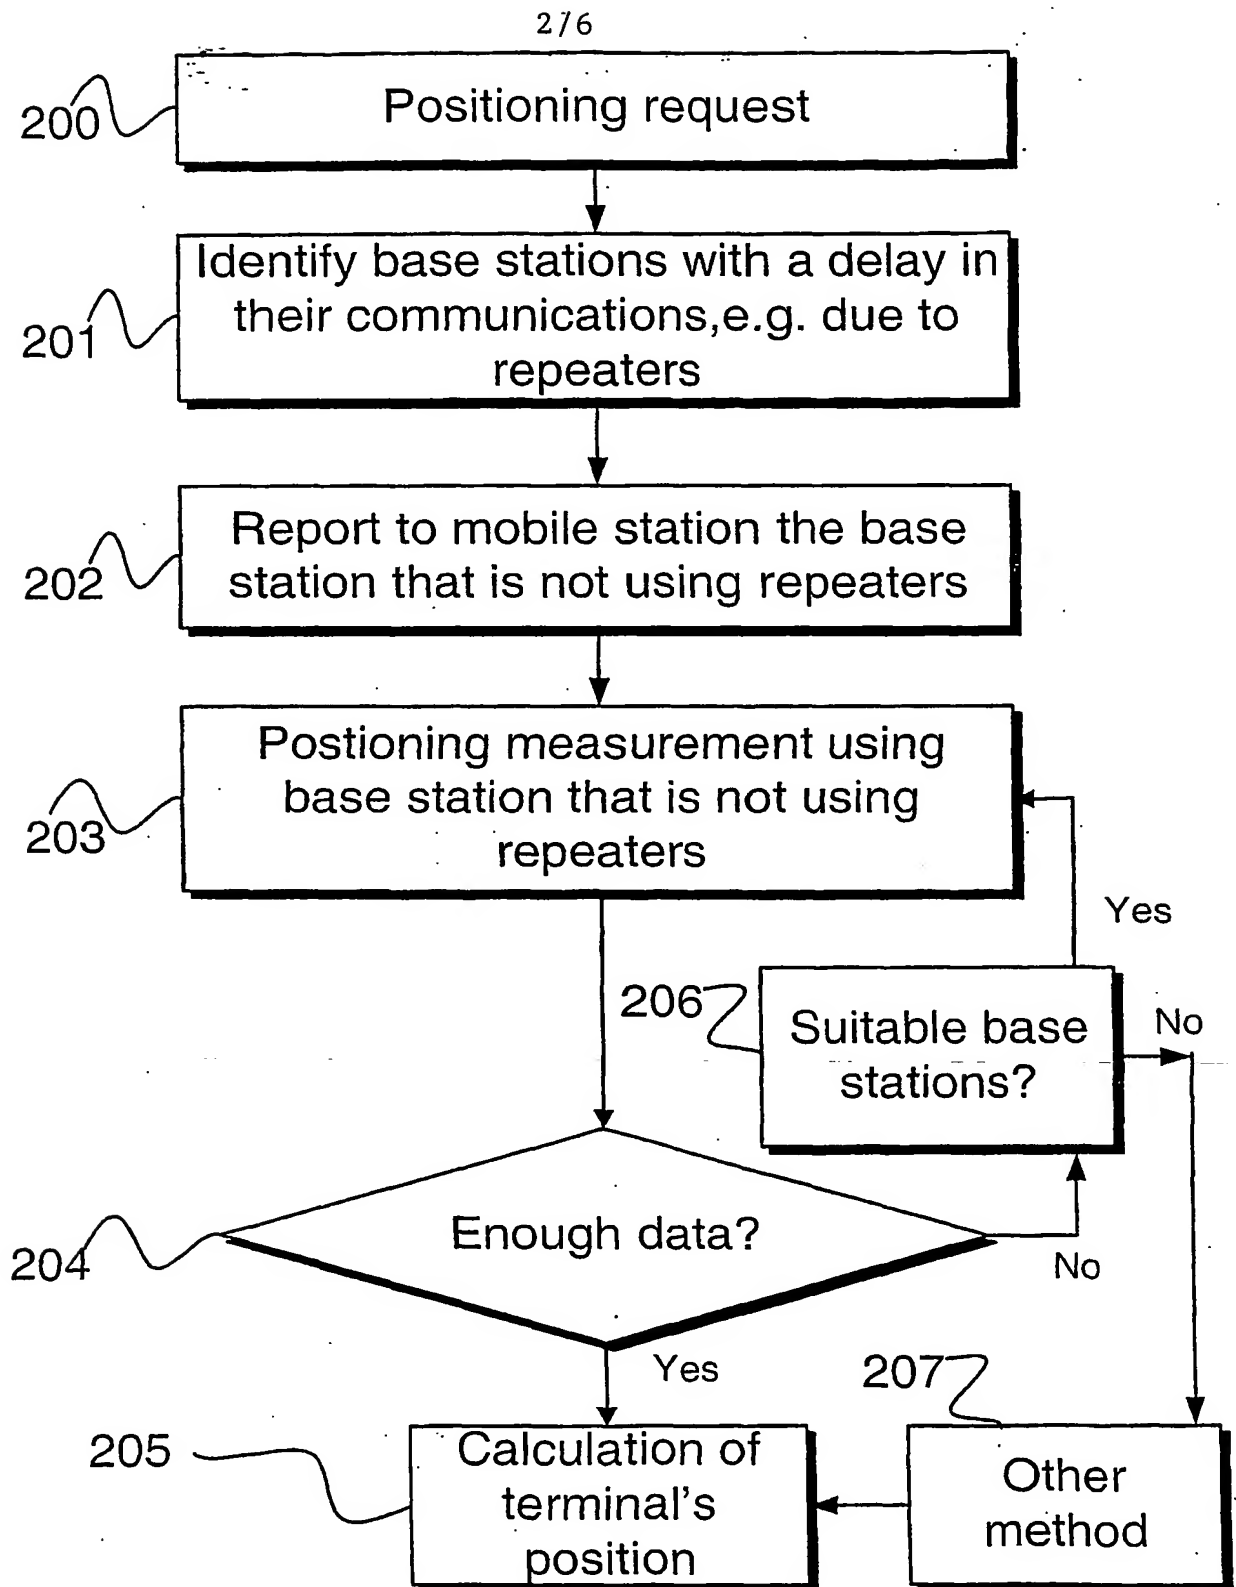 2/6
200
Positioning request
201
Identify base stations with a delay in
their communications,e.g. due to
repeaters
202
Report to mobile station the base
station that is not using repeaters
203
Postioning measurement using
base station that is not using
repeaters
Yes
206
Suitable base
stations?
No
204
Enough data?
No
Yes
207
205
Calculation of
terminal's
position
Other
method